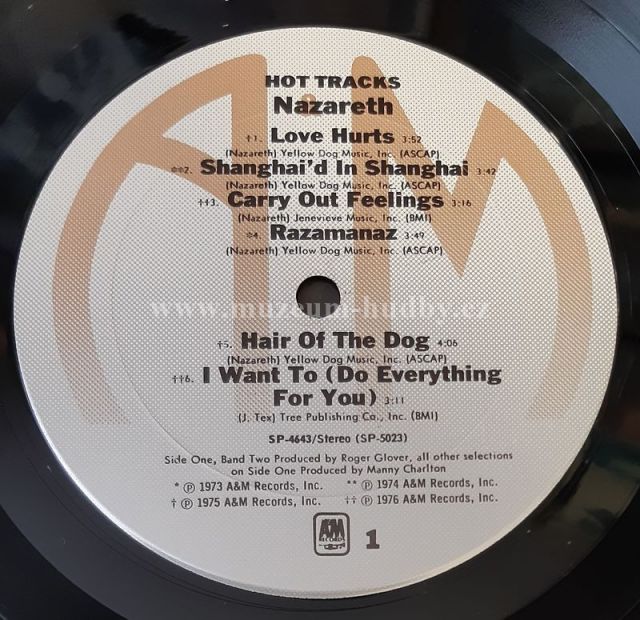 HOT TRACKS
Nazareth
†1. Love Hurts 3:52
(Nazareth) Yellow Dog Music, Inc. (ASCAP)
**2. Shanghai'd In Shanghai 3:42
(Nazareth) Yellow Dog Music, Inc. (ASCAP)
††3. Carry Out Feelings 3:16
(Nazareth) Jenevieve Music, Inc. (BMI)
*4. Razamanaz 3:49
(Nazareth) Yellow Dog Music, Inc. (ASCAP)
www.muzeum-hudby.cz
†5. Hair Of The Dog 4:06
(Nazareth) Yellow Dog Music, Inc. (ASCAP)
††6. I Want To (Do Everything
For You) 3:11
(J. Tex) Tree Publishing Co., Inc. (BMI)
SP-4643/Stereo (SP-5023)
Side One, Band Two Produced by Roger Glover, all other selections
on Side One Produced by Manny Charlton
* ℗ 1973 A&M Records, Inc. ** ℗ 1974 A&M Records, Inc.
† ℗ 1975 A&M Records, Inc. †† ℗ 1976 A&M Records, Inc.
A&M RECORDS 1